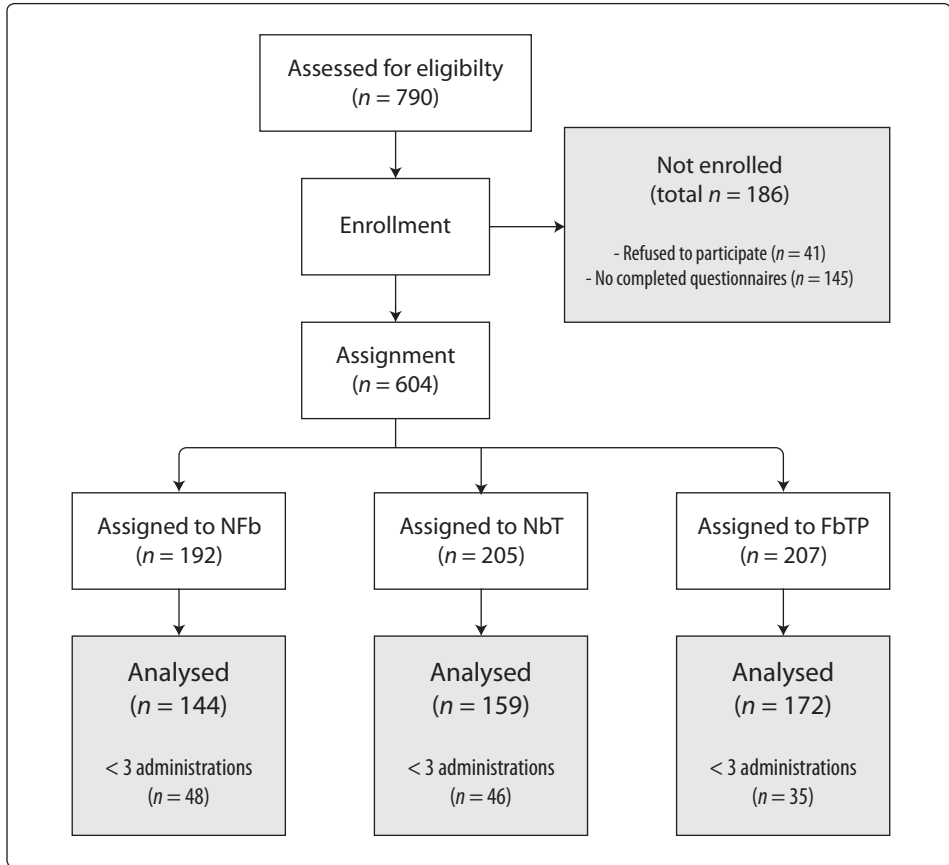 Assessed for eligibilty
(n = 790)
Not enrolled
(total n = 186)
- Refused to participate (n = 41)
- No completed questionnaires (n = 145)
Enrollment
Assignment
(n = 604)
Assigned to NFb
(n = 192)
Assigned to NbT
(n = 205)
Assigned to FbTP
(n = 207)
Analysed
(n = 144)
< 3 administrations
(n = 48)
Analysed
(n = 159)
< 3 administrations
(n = 46)
Analysed
(n = 172)
< 3 administrations
(n = 35)